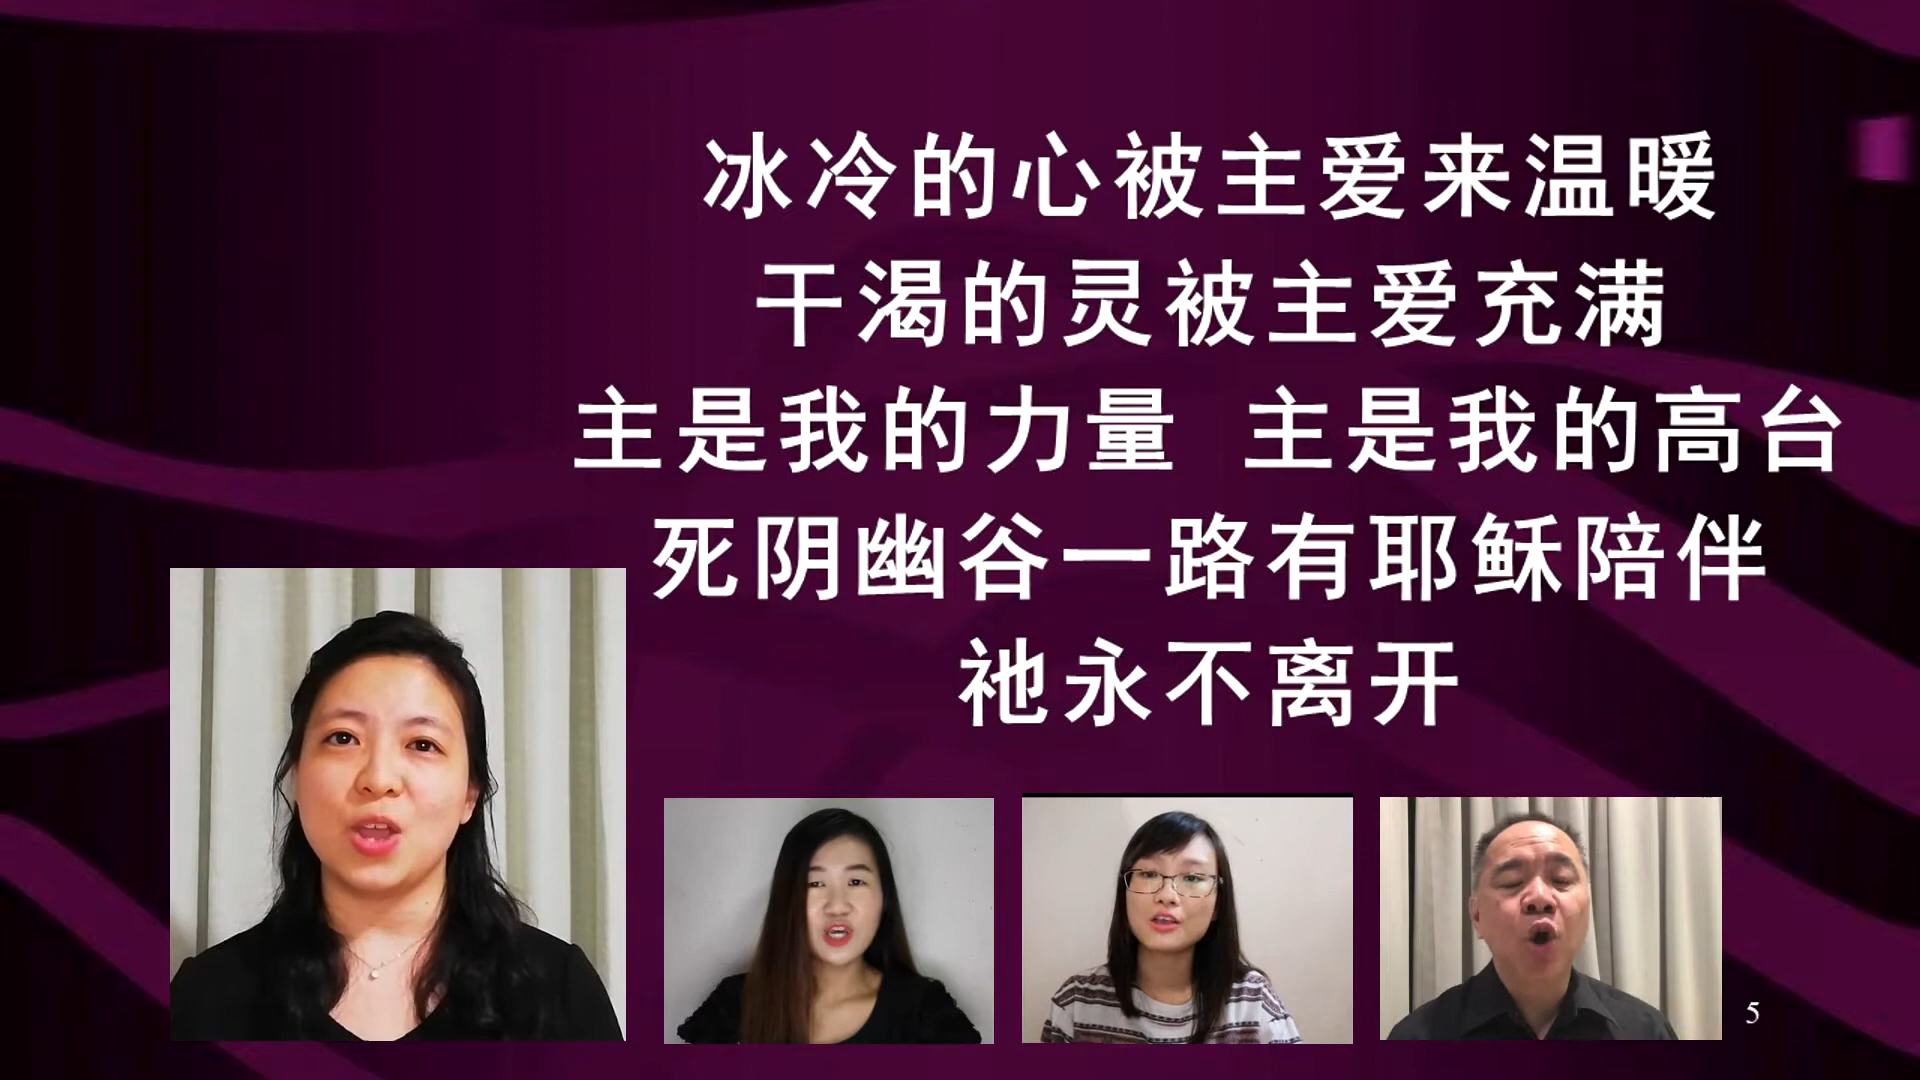 冰冷的心被主爱来温暖
干渴的灵被主爱充满
主是我的力量 主是我的高台
死阴幽谷一路有耶稣陪伴
祂永不离开
5